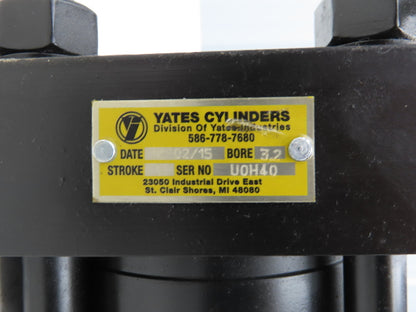 YATES CYLINDERS
Division Of Yates Industries
586-778-7680
DATE 02/15 BORE 3.2
STROKE SER NO U0H40
23050 Industrial Drive East
St. Clair Shores, MI 48080